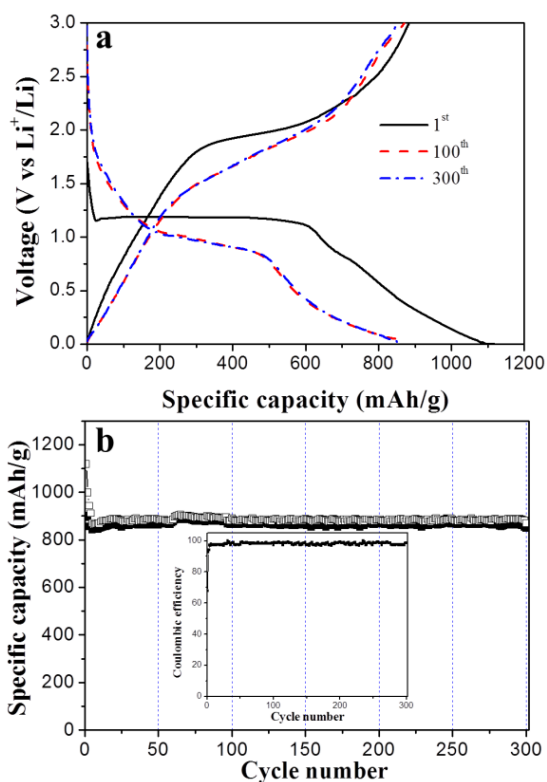 a
3.0
2.5
2.0
1.5
1.0
0.5
0.0
Voltage (V vs Li⁺/Li)
1ˢᵗ
100ᵗʰ
300ᵗʰ
0 200 400 600 800 1000 1200
Specific capacity (mAh/g)
b
1200
1000
800
600
400
200
0
Specific capacity (mAh/g)
100
80
60
40
20
0
Coulombic efficiency
0 50 100 150 200 250 300
Cycle number
0 50 100 150 200 250 300
Cycle number